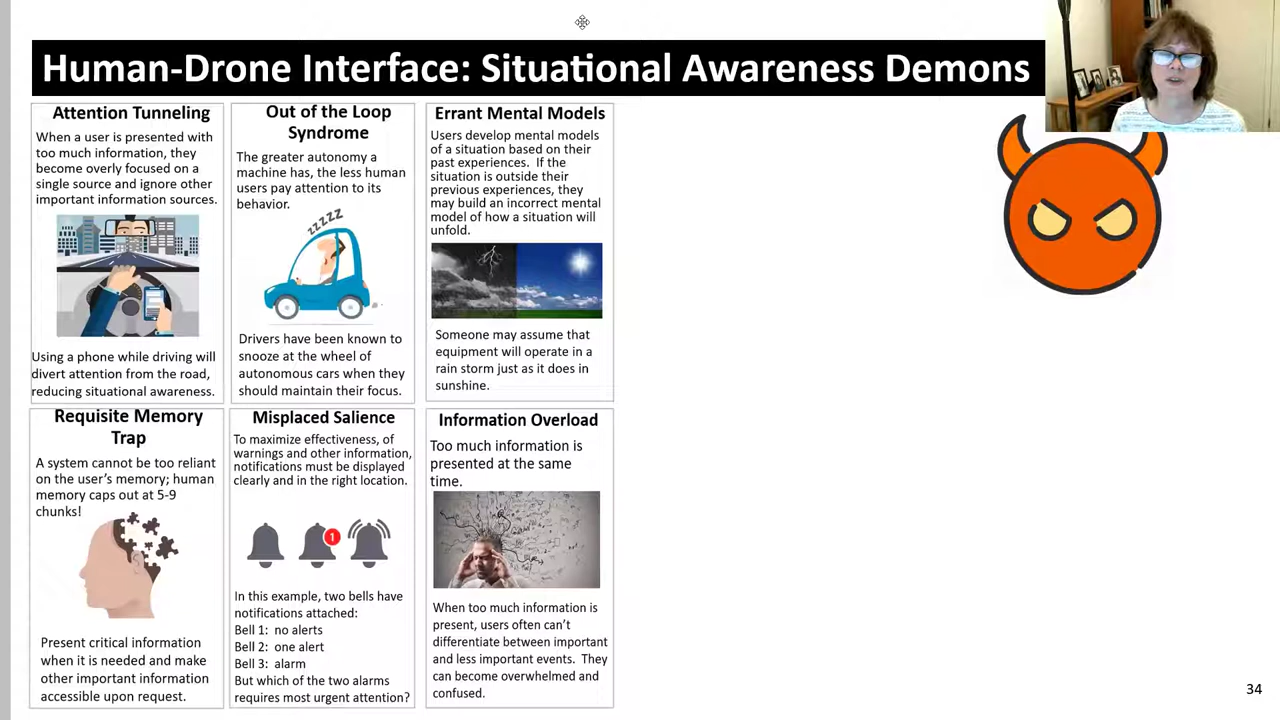 Human-Drone Interface: Situational Awareness Demons
Attention Tunneling
When a user is presented with
too much information, they
become overly focused on a
single source and ignore other
important information sources.
Using a phone while driving will
divert attention from the road,
reducing situational awareness.
Out of the Loop
Syndrome
The greater autonomy a
machine has, the less human
users pay attention to its
behavior.
zzzzz
Drivers have been known to
snooze at the wheel of
autonomous cars when they
should maintain their focus.
Errant Mental Models
Users develop mental models
of a situation based on their
past experiences. If the
situation is outside their
previous experiences, they
may build an incorrect mental
model of how a situation will
unfold.
Someone may assume that
equipment will operate in a
rain storm just as it does in
sunshine.
Requisite Memory
Trap
A system cannot be too reliant
on the user's memory; human
memory caps out at 5-9
chunks!
Present critical information
when it is needed and make
other important information
accessible upon request.
Misplaced Salience
To maximize effectiveness, of
warnings and other information,
notifications must be displayed
clearly and in the right location.
1
In this example, two bells have
notifications attached:
Bell 1: no alerts
Bell 2: one alert
Bell 3: alarm
But which of the two alarms
requires most urgent attention?
Information Overload
Too much information is
presented at the same
time.
When too much information is
present, users often can't
differentiate between important
and less important events. They
can become overwhelmed and
confused.
34